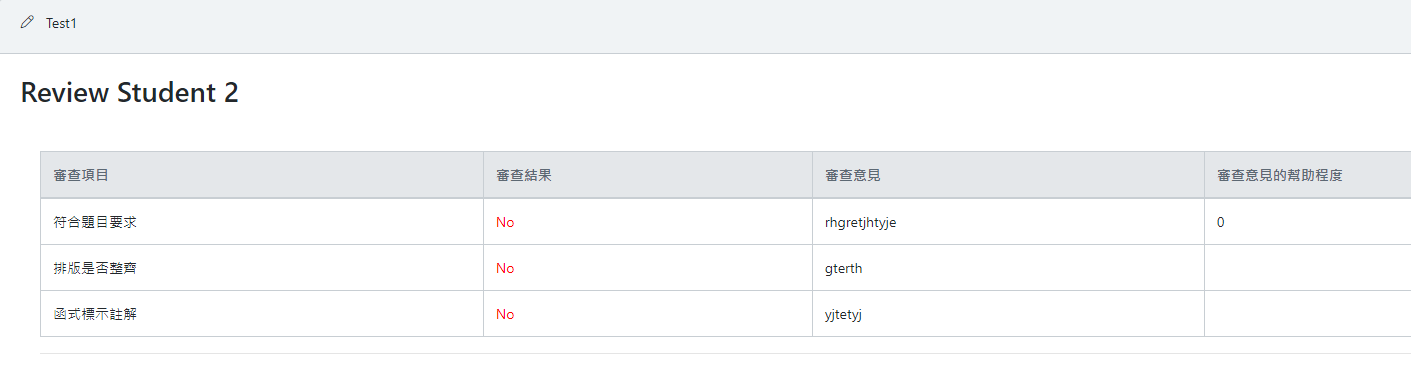 Test1
Review Student 2
審查項目 審查結果 審查意見 審查意見的幫助程度
符合題目要求 No rhgretjhtyje 0
排版是否整齊 No gterth
函式標示註解 No yjtetyj